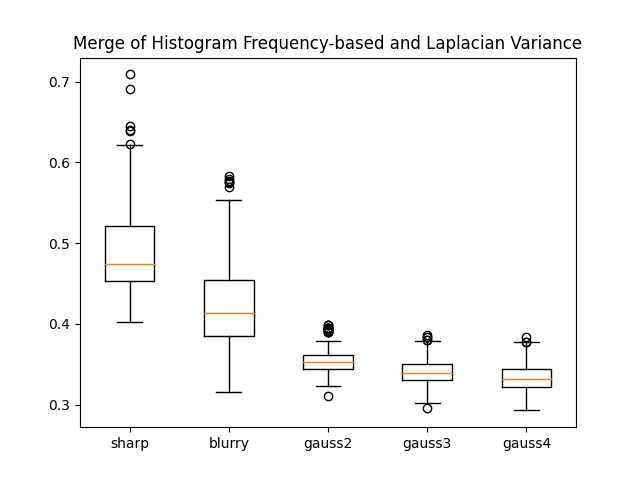 Merge of Histogram Frequency-based and Laplacian Variance
0.7
0.6
0.5
0.4
0.3
sharp blurry gauss2 gauss3 gauss4